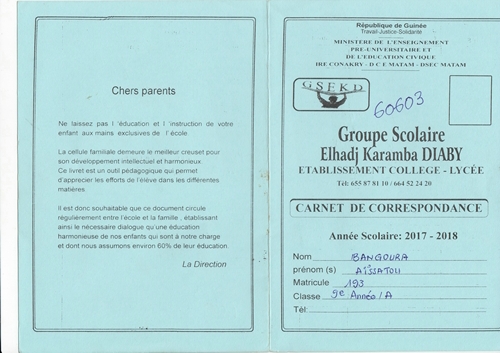 Chers parents
Ne laissez pas l 'éducation et l 'instruction de votre
enfant aux mains exclusives de l 'école.
La cellule familiale demeure le meilleur creuset pour
son développement intellectuel et harmonieux.
Ce livret est un outil pédagogique qui permet
d'apprecier les efforts de l'élève dans les différentes
matières.
Il est donc souhaitable que ce document circule
régulièrement entre l'école et la famille ; établissant
ainsi le nécessaire dialogue qu'une éducation
harmonieuse de nos enfants qui sont à notre charge
et dont nous assumons environ 60% de leur éducation.
La Direction
République de Guinée
Travail-Justice-Solidarité
MINISTERE DE L'ENSEIGNEMENT
PRE-UNIVERSITAIRE ET
DE L'EDUCATION CIVIQUE
IRE CONAKRY - D C E MATAM - DSEC MATAM
GSEKD
60603
Groupe Scolaire
Elhadj Karamba DIABY
ETABLISSEMENT COLLEGE - LYCÉE
Tél: 655 87 81 10 / 664 52 24 20
CARNET DE CORRESPONDANCE
Année Scolaire: 2017 - 2018
Nom BANGOURA
prénom (s) AÏSSATOU
Matricule 193
Classe 9e Année/A
Tél: